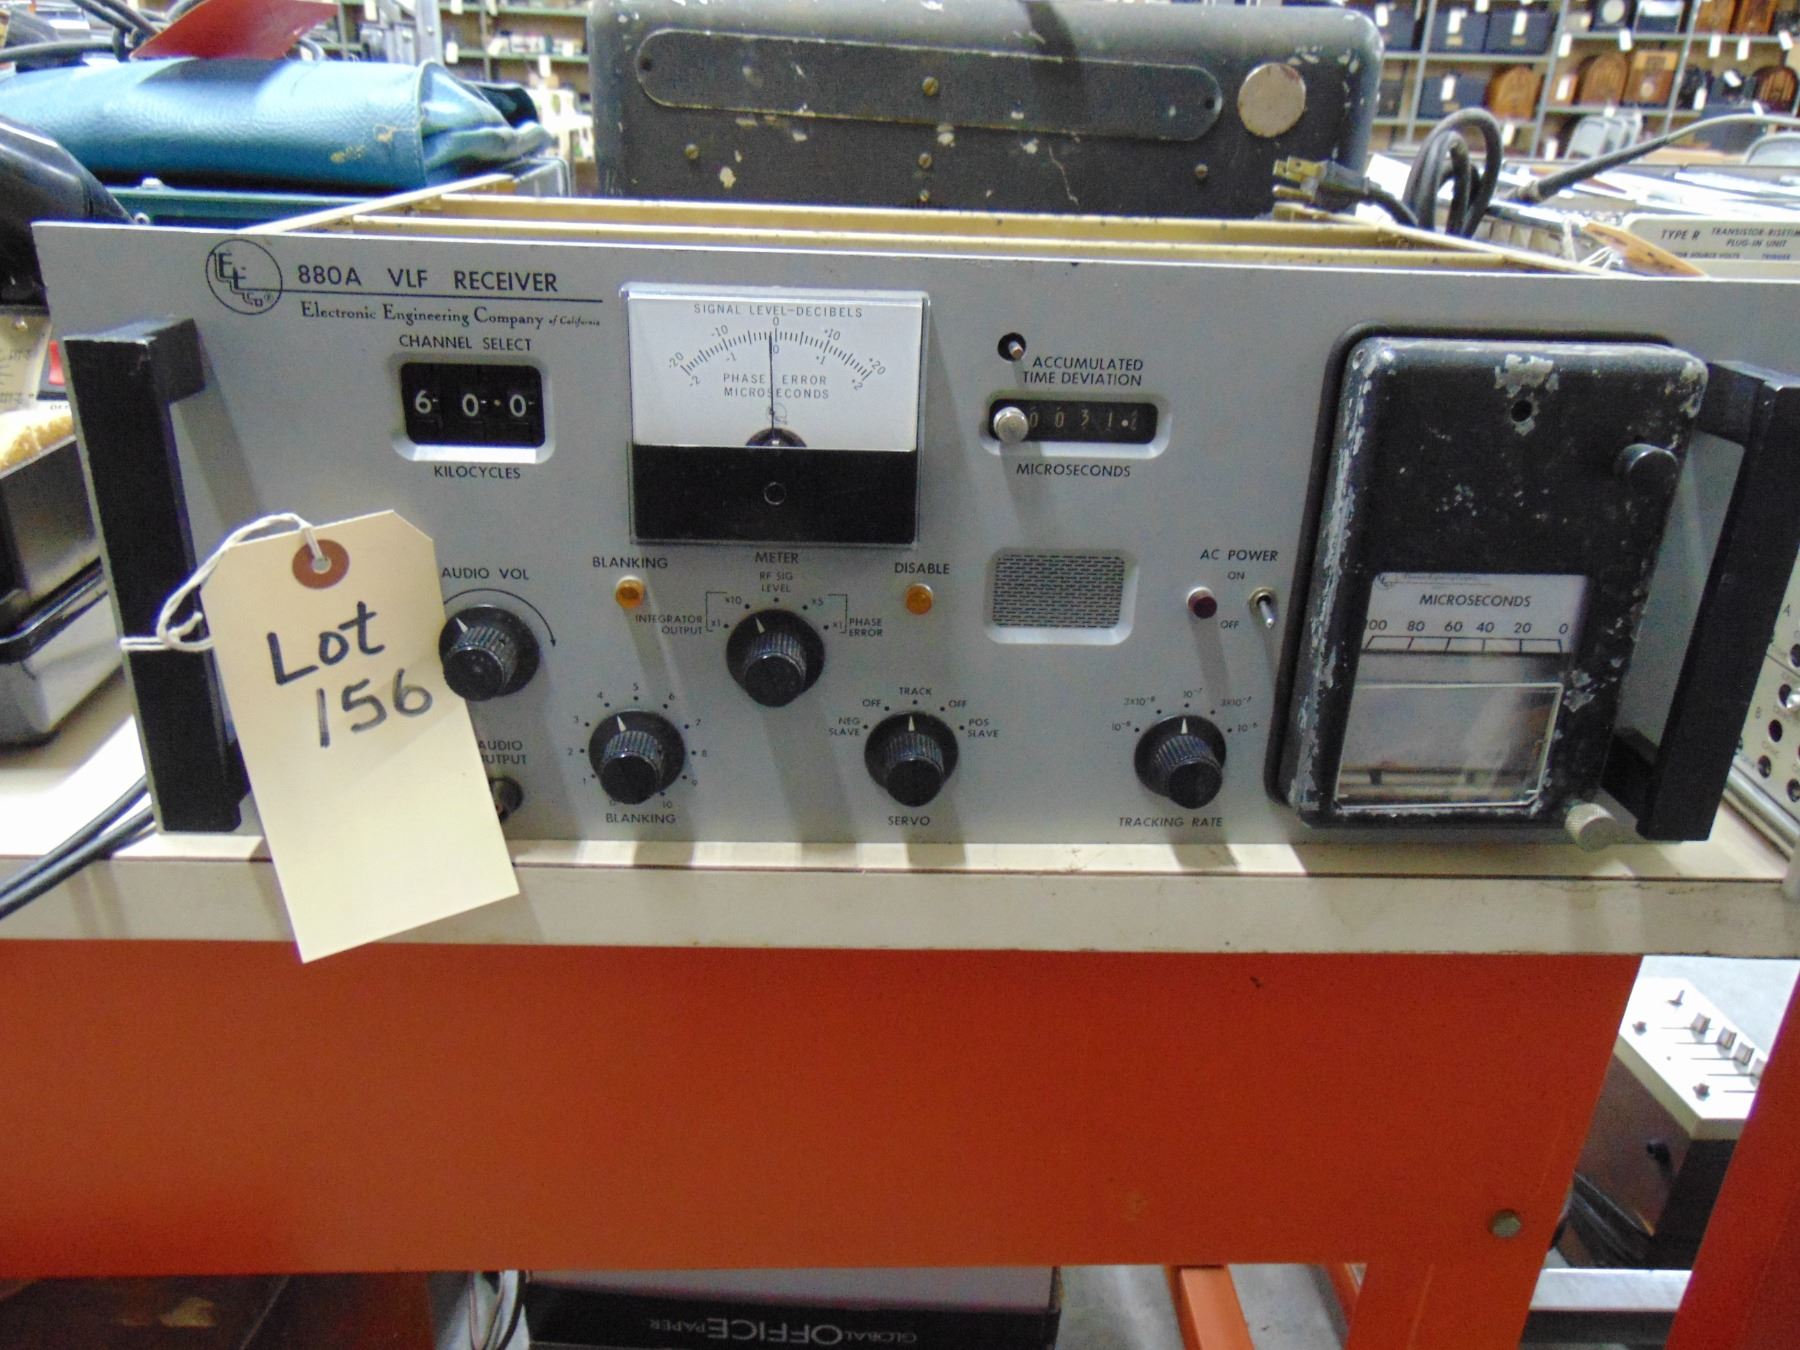 TYPE R TRANSISTOR-RISETIME
PLUG-IN UNIT
EE Co ®
880A VLF RECEIVER
Electronic Engineering Company of California
CHANNEL SELECT
6 0.0
KILOCYCLES
SIGNAL LEVEL-DECIBELS
-20 -10 0 +10 +20
-2 -1 0 +1 +2
PHASE ERROR
MICROSECONDS
ACCUMULATED
TIME DEVIATION
0 0 3 1 .
MICROSECONDS
MICROSECONDS
100 80 60 40 20 0
AUDIO VOL
BLANKING
METER
RF SIG
LEVEL
x10 x5
INTEGRATOR
OUTPUT
x1 x1
PHASE
ERROR
DISABLE
AC POWER
ON
OFF
Lot
156
AUDIO
OUTPUT
0 1 2 3 4 5 6 7 8 9 10
BLANKING
NEG
SLAVE
OFF TRACK OFF
POS
SLAVE
SERVO
10⁻⁸ 3x10⁻⁸ 10⁻⁷ 3x10⁻⁷ 10⁻⁶
TRACKING RATE
GLOBAL OFFICE PAPER